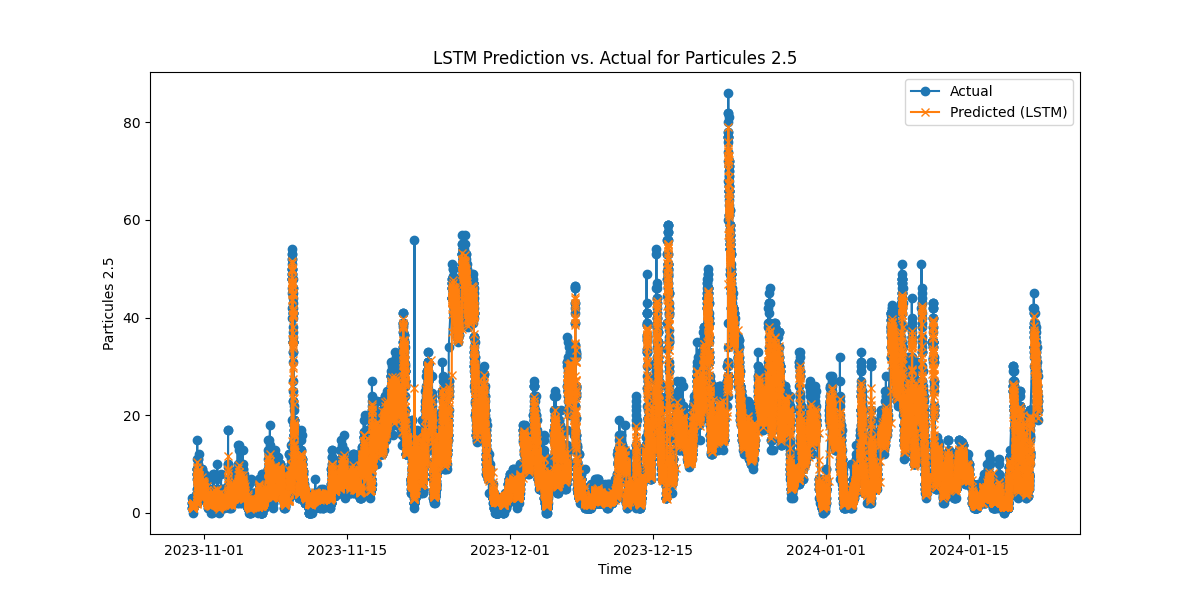 LSTM Prediction vs. Actual for Particules 2.5
Actual
Predicted (LSTM)
80
60
40
20
0
Particules 2.5
2023-11-01
2023-11-15
2023-12-01
2023-12-15
2024-01-01
2024-01-15
Time